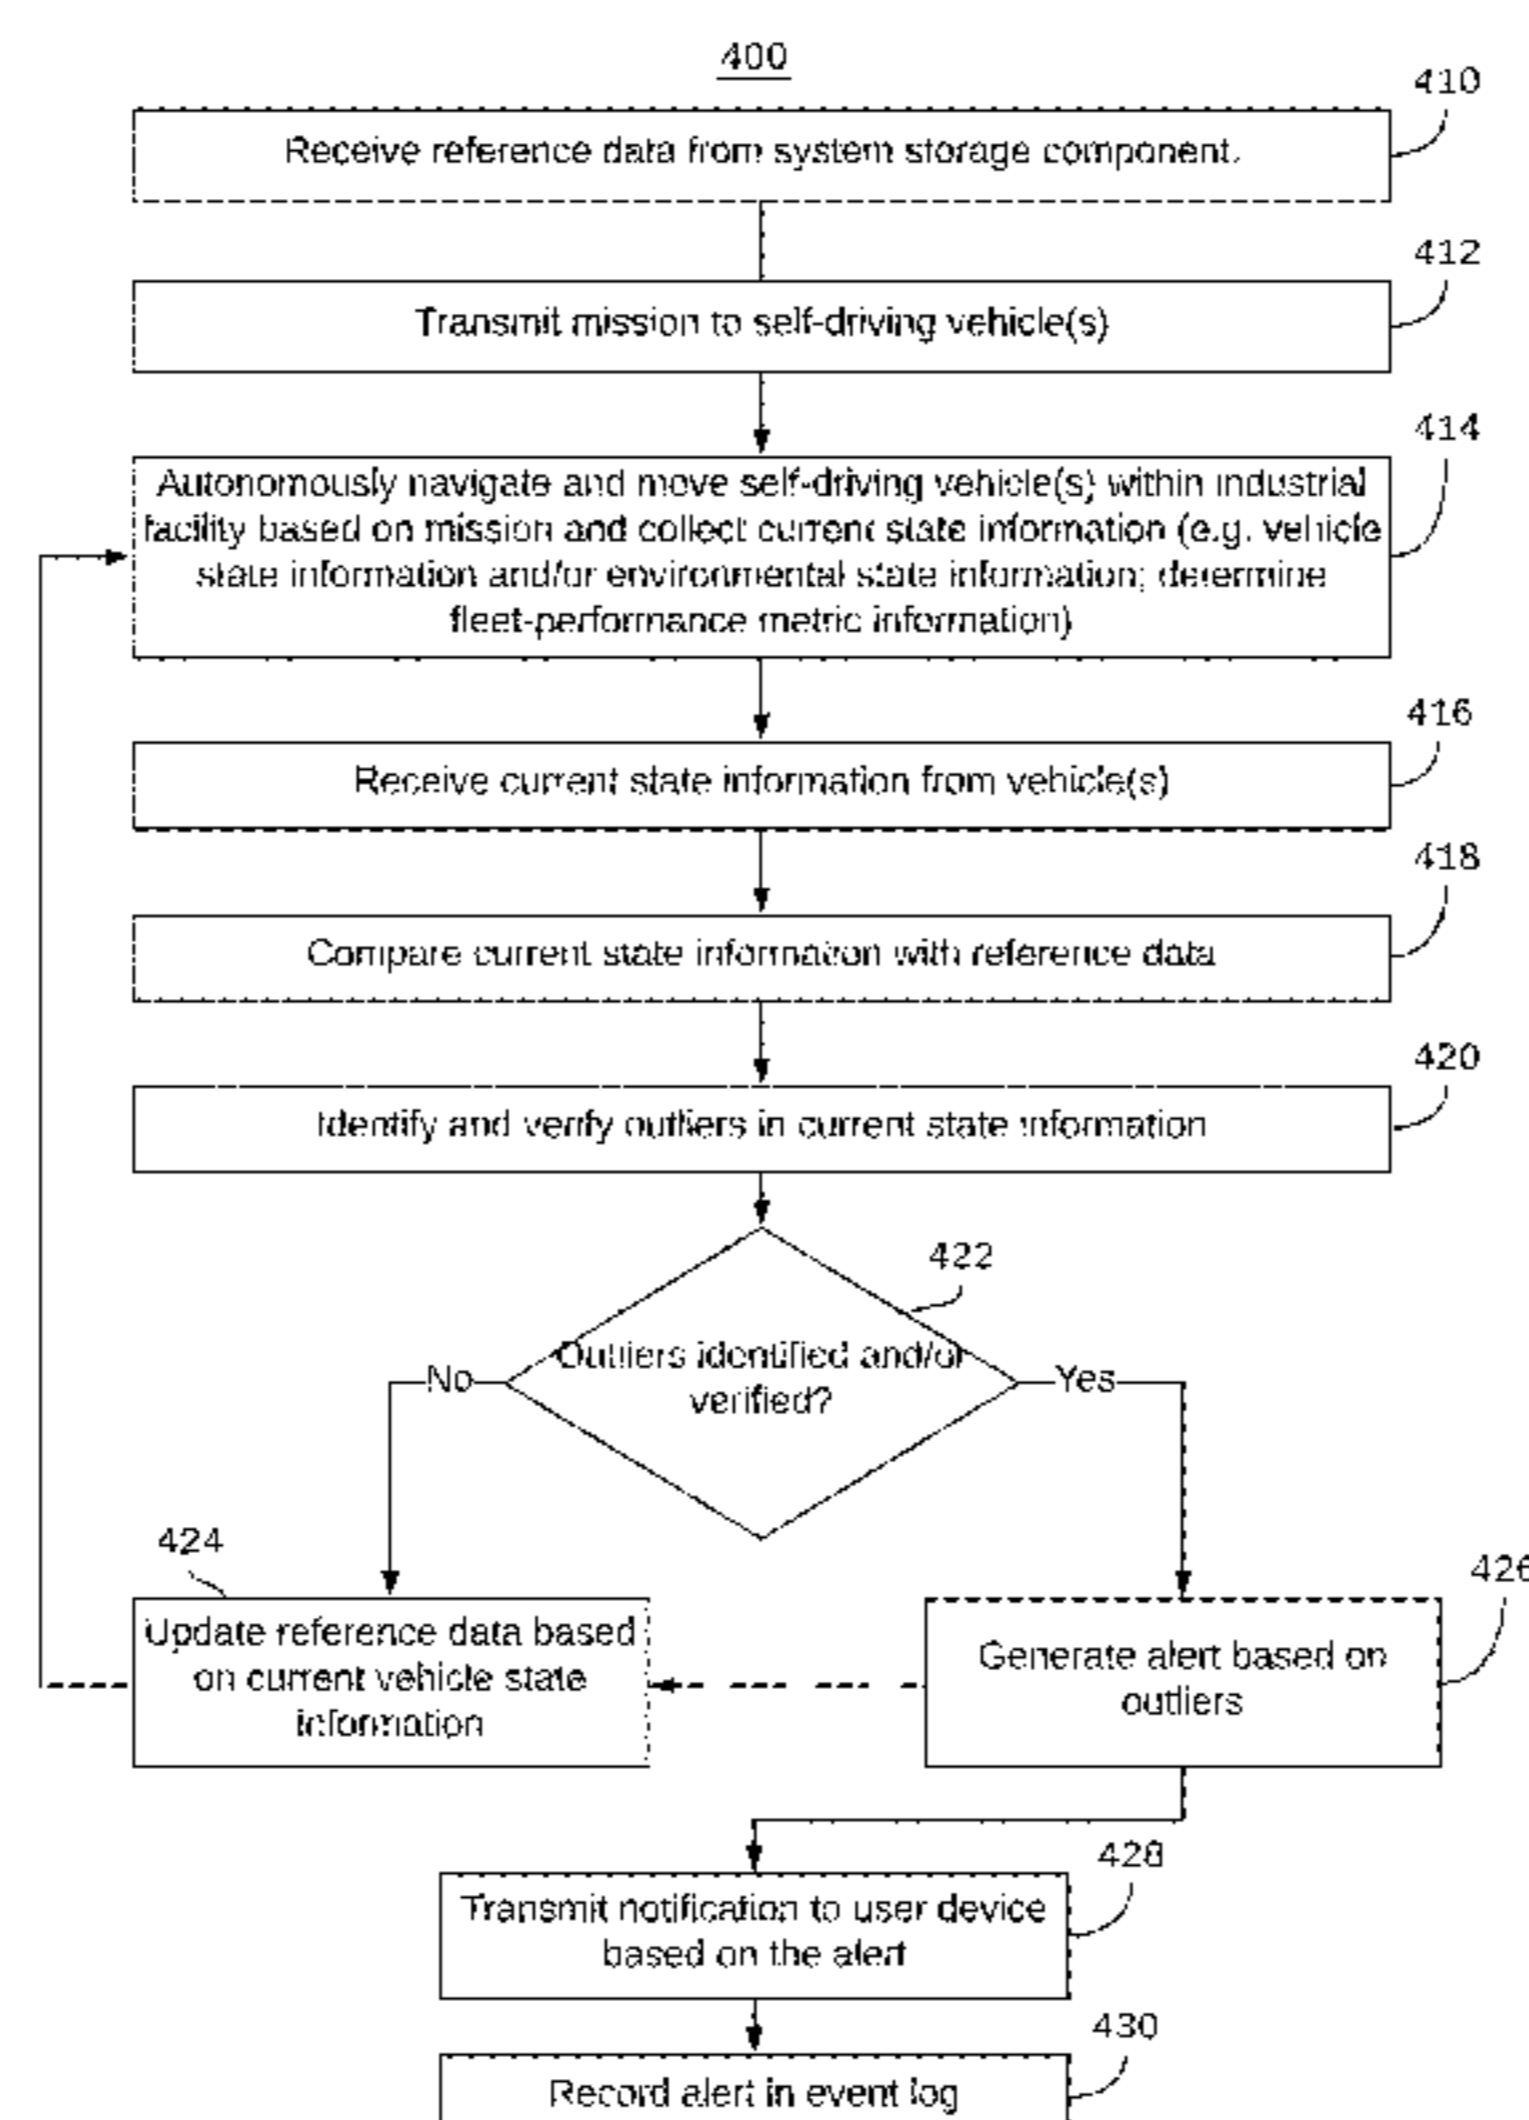 400
410
Receive reference data from system storage component.
412
Transmit mission to self-driving vehicle(s)
414
Autonomously navigate and move self-driving vehicle(s) within industrial
facility based on mission and collect current state information (e.g. vehicle
state information and/or environmental state information; determine
fleet-performance metric information)
416
Receive current state information from vehicle(s)
418
Compare current state information with reference data
420
Identify and verify outliers in current state information
422
Outliers identified and/or
verified?
No
Yes
424
426
Update reference data based
on current vehicle state
information
Generate alert based on
outliers
428
Transmit notification to user device
based on the alert
430
Record alert in event log